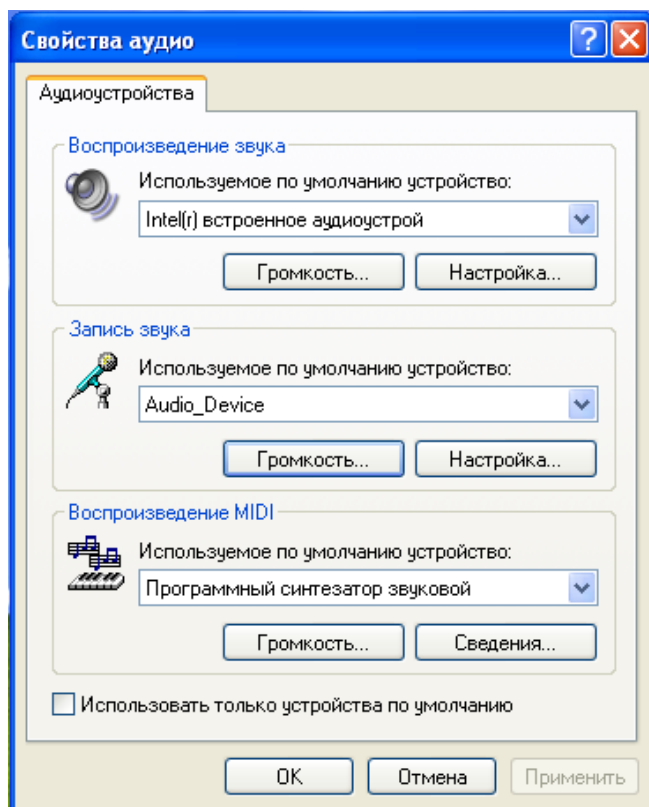 Свойства аудио
Аудиоустройства
Воспроизведение звука
Используемое по умолчанию устройство:
Intel(r) встроенное аудиоустрой
Громкость... Настройка...
Запись звука
Используемое по умолчанию устройство:
Audio_Device
Громкость... Настройка...
Воспроизведение MIDI
Используемое по умолчанию устройство:
Программный синтезатор звуковой
Громкость... Сведения...
Использовать только устройства по умолчанию
ОК Отмена Применить